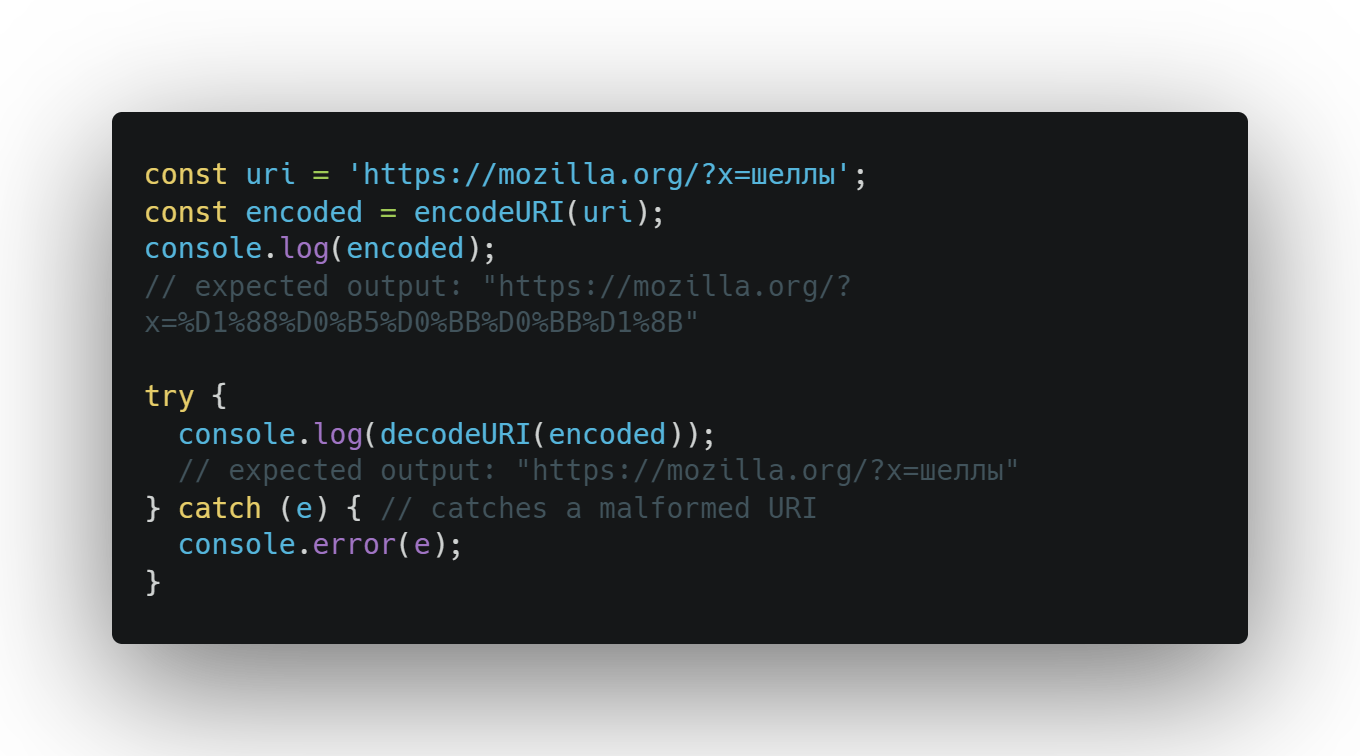 const uri = 'https://mozilla.org/?x=шеллы';
const encoded = encodeURI(uri);
console.log(encoded);
// expected output: "https://mozilla.org/?
x=%D1%88%D0%B5%D0%BB%D0%BB%D1%8B"
try {
console.log(decodeURI(encoded));
// expected output: "https://mozilla.org/?x=шеллы"
} catch (e) { // catches a malformed URI
console.error(e);
}